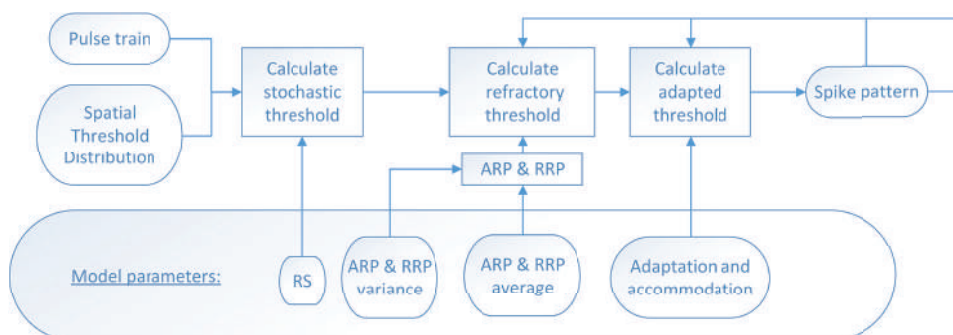 Pulse train
Spatial
Threshold
Distribution
Calculate
stochastic
threshold
Calculate
refractory
threshold
Calculate
adapted
threshold
Spike pattern
ARP & RRP
Model parameters:
RS
ARP & RRP
variance
ARP & RRP
average
Adaptation and
accommodation